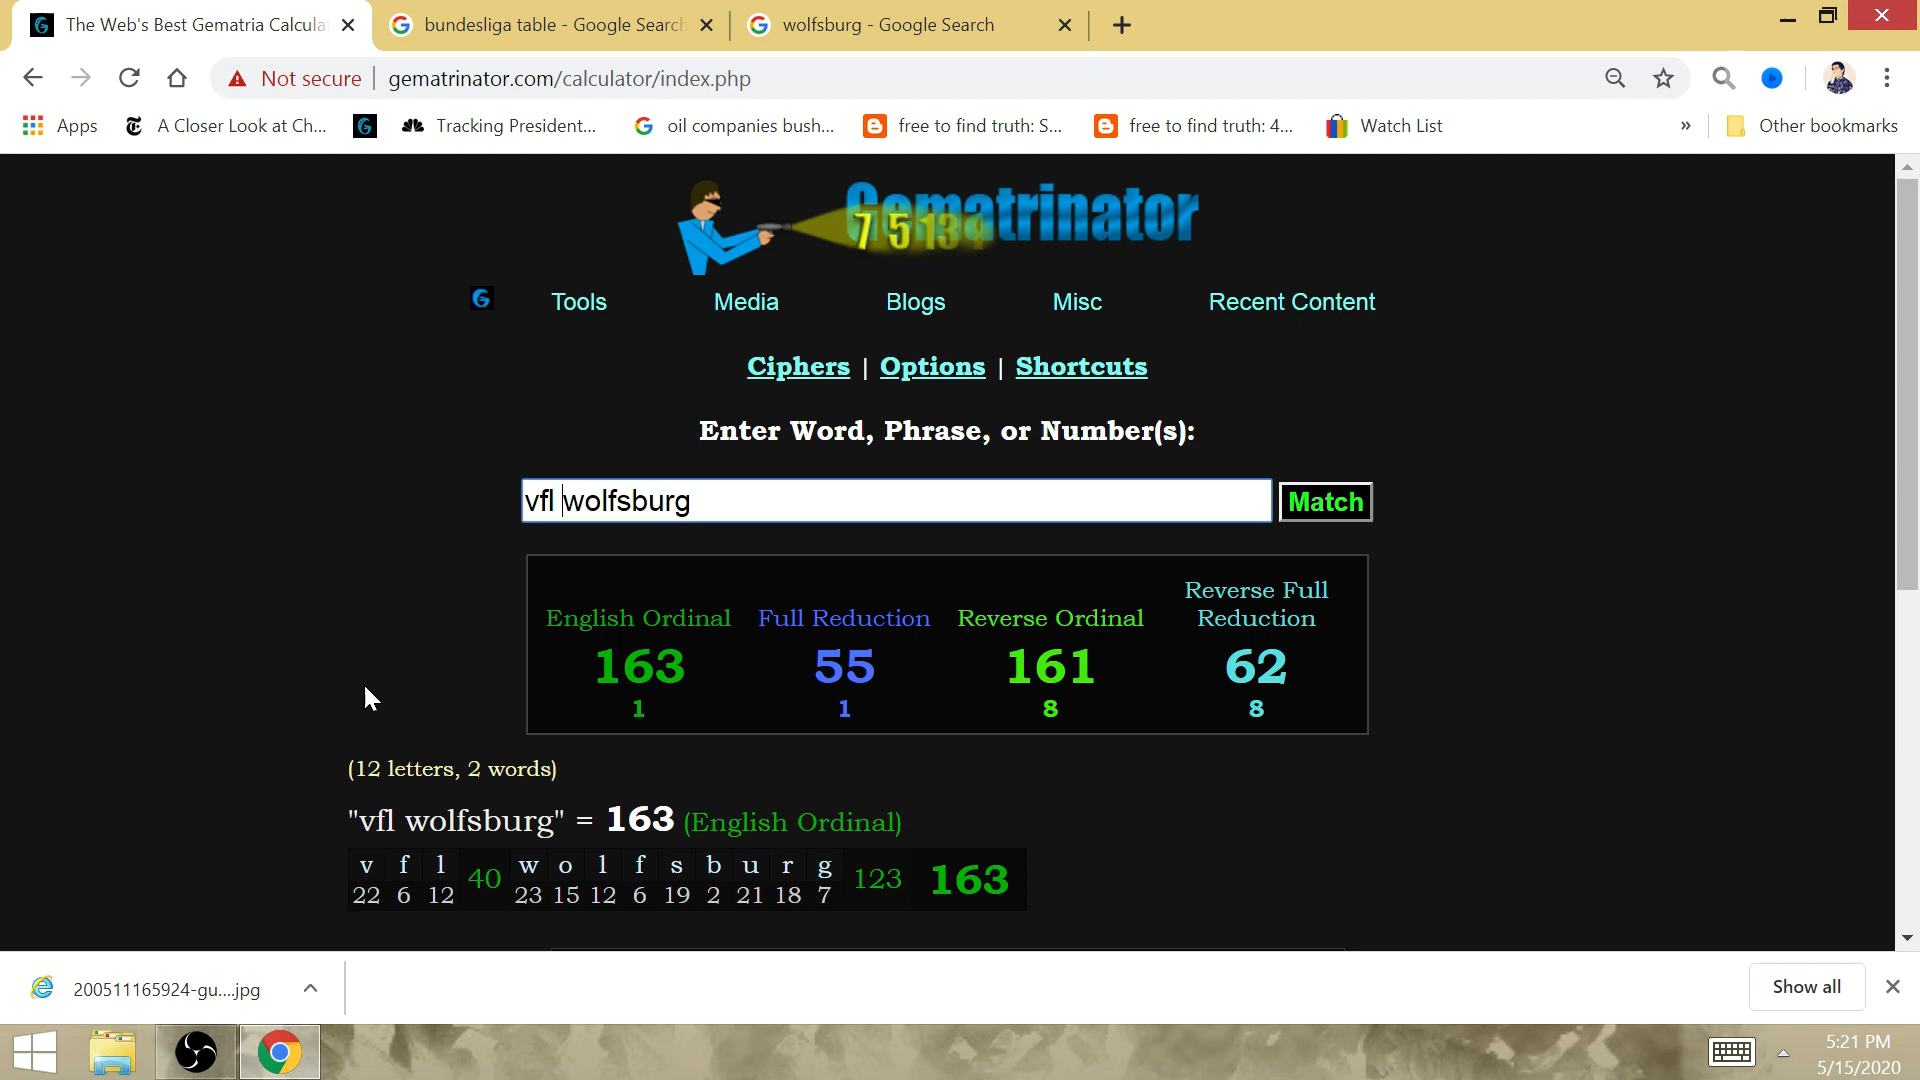 The Web's Best Gematria Calcula
bundesliga table - Google Search
wolfsburg - Google Search
Not secure
gematrinator.com/calculator/index.php
Apps
A Closer Look at Ch...
Tracking President...
oil companies bush...
free to find truth: S...
free to find truth: 4...
Watch List
»
Other bookmarks
Gematrinator
7 5 13 4
Tools
Media
Blogs
Misc
Recent Content
Ciphers | Options | Shortcuts
Enter Word, Phrase, or Number(s):
vfl wolfsburg
Match
English Ordinal
Full Reduction
Reverse Ordinal
Reverse Full
Reduction
163
55
161
62
1
1
8
8
(12 letters, 2 words)
"vfl wolfsburg" = 163 (English Ordinal)
v f l 40 w o l f s b u r g 123 163
22 6 12 23 15 12 6 19 2 21 18 7
200511165924-gu....jpg
Show all
5:21 PM
5/15/2020